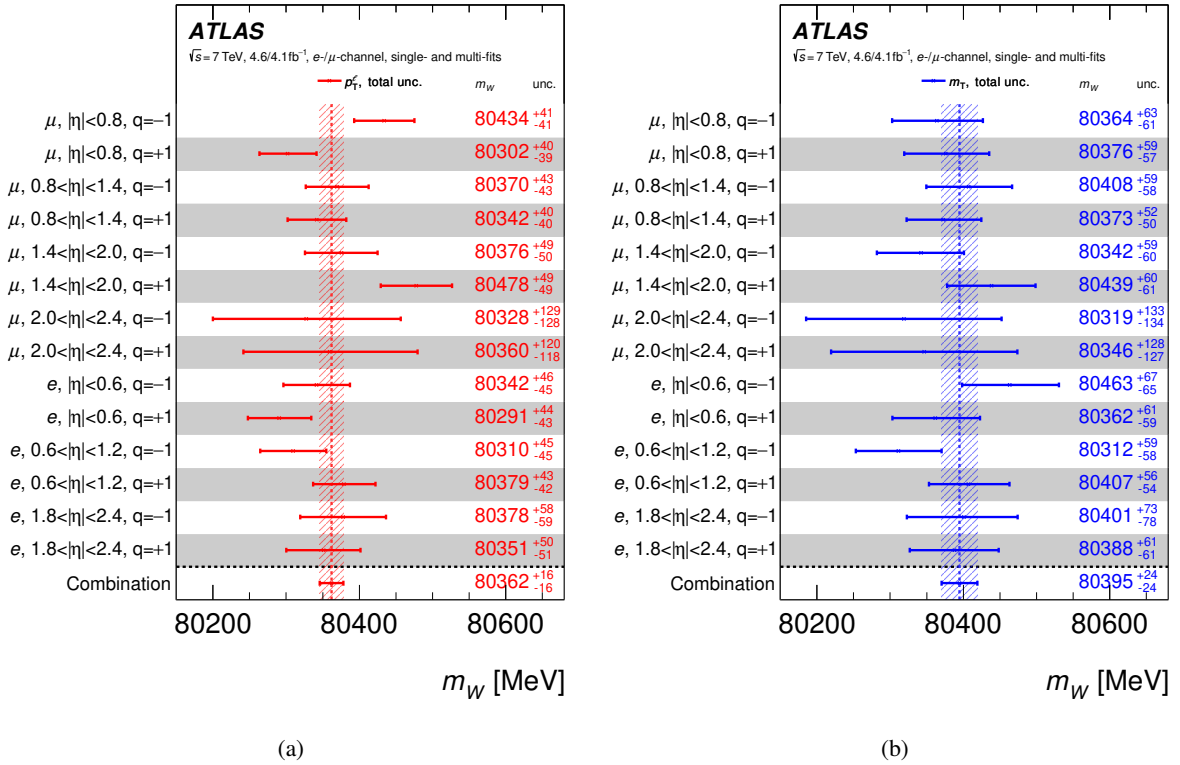 ATLAS
√s = 7 TeV, 4.6/4.1fb⁻¹, e-/μ-channel, single- and multi-fits
p_T^ℓ, total unc. m_W unc.
μ, |η|<0.8, q=−1 80434 +41 -41
μ, |η|<0.8, q=+1 80302 +40 -39
μ, 0.8<|η|<1.4, q=−1 80370 +43 -43
μ, 0.8<|η|<1.4, q=+1 80342 +40 -40
μ, 1.4<|η|<2.0, q=−1 80376 +49 -50
μ, 1.4<|η|<2.0, q=+1 80478 +49 -49
μ, 2.0<|η|<2.4, q=−1 80328 +129 -128
μ, 2.0<|η|<2.4, q=+1 80360 +120 -118
e, |η|<0.6, q=−1 80342 +46 -45
e, |η|<0.6, q=+1 80291 +44 -43
e, 0.6<|η|<1.2, q=−1 80310 +45 -45
e, 0.6<|η|<1.2, q=+1 80379 +43 -42
e, 1.8<|η|<2.4, q=−1 80378 +58 -59
e, 1.8<|η|<2.4, q=+1 80351 +50 -51
Combination 80362 +16 -16
80200 80400 80600
m_W [MeV]
(a)
ATLAS
√s = 7 TeV, 4.6/4.1fb⁻¹, e-/μ-channel, single- and multi-fits
m_T, total unc. m_W unc.
μ, |η|<0.8, q=−1 80364 +63 -61
μ, |η|<0.8, q=+1 80376 +59 -57
μ, 0.8<|η|<1.4, q=−1 80408 +59 -58
μ, 0.8<|η|<1.4, q=+1 80373 +52 -50
μ, 1.4<|η|<2.0, q=−1 80342 +59 -60
μ, 1.4<|η|<2.0, q=+1 80439 +60 -61
μ, 2.0<|η|<2.4, q=−1 80319 +133 -134
μ, 2.0<|η|<2.4, q=+1 80346 +128 -127
e, |η|<0.6, q=−1 80463 +67 -65
e, |η|<0.6, q=+1 80362 +61 -59
e, 0.6<|η|<1.2, q=−1 80312 +59 -58
e, 0.6<|η|<1.2, q=+1 80407 +56 -54
e, 1.8<|η|<2.4, q=−1 80401 +73 -78
e, 1.8<|η|<2.4, q=+1 80388 +61 -61
Combination 80395 +24 -24
80200 80400 80600
m_W [MeV]
(b)